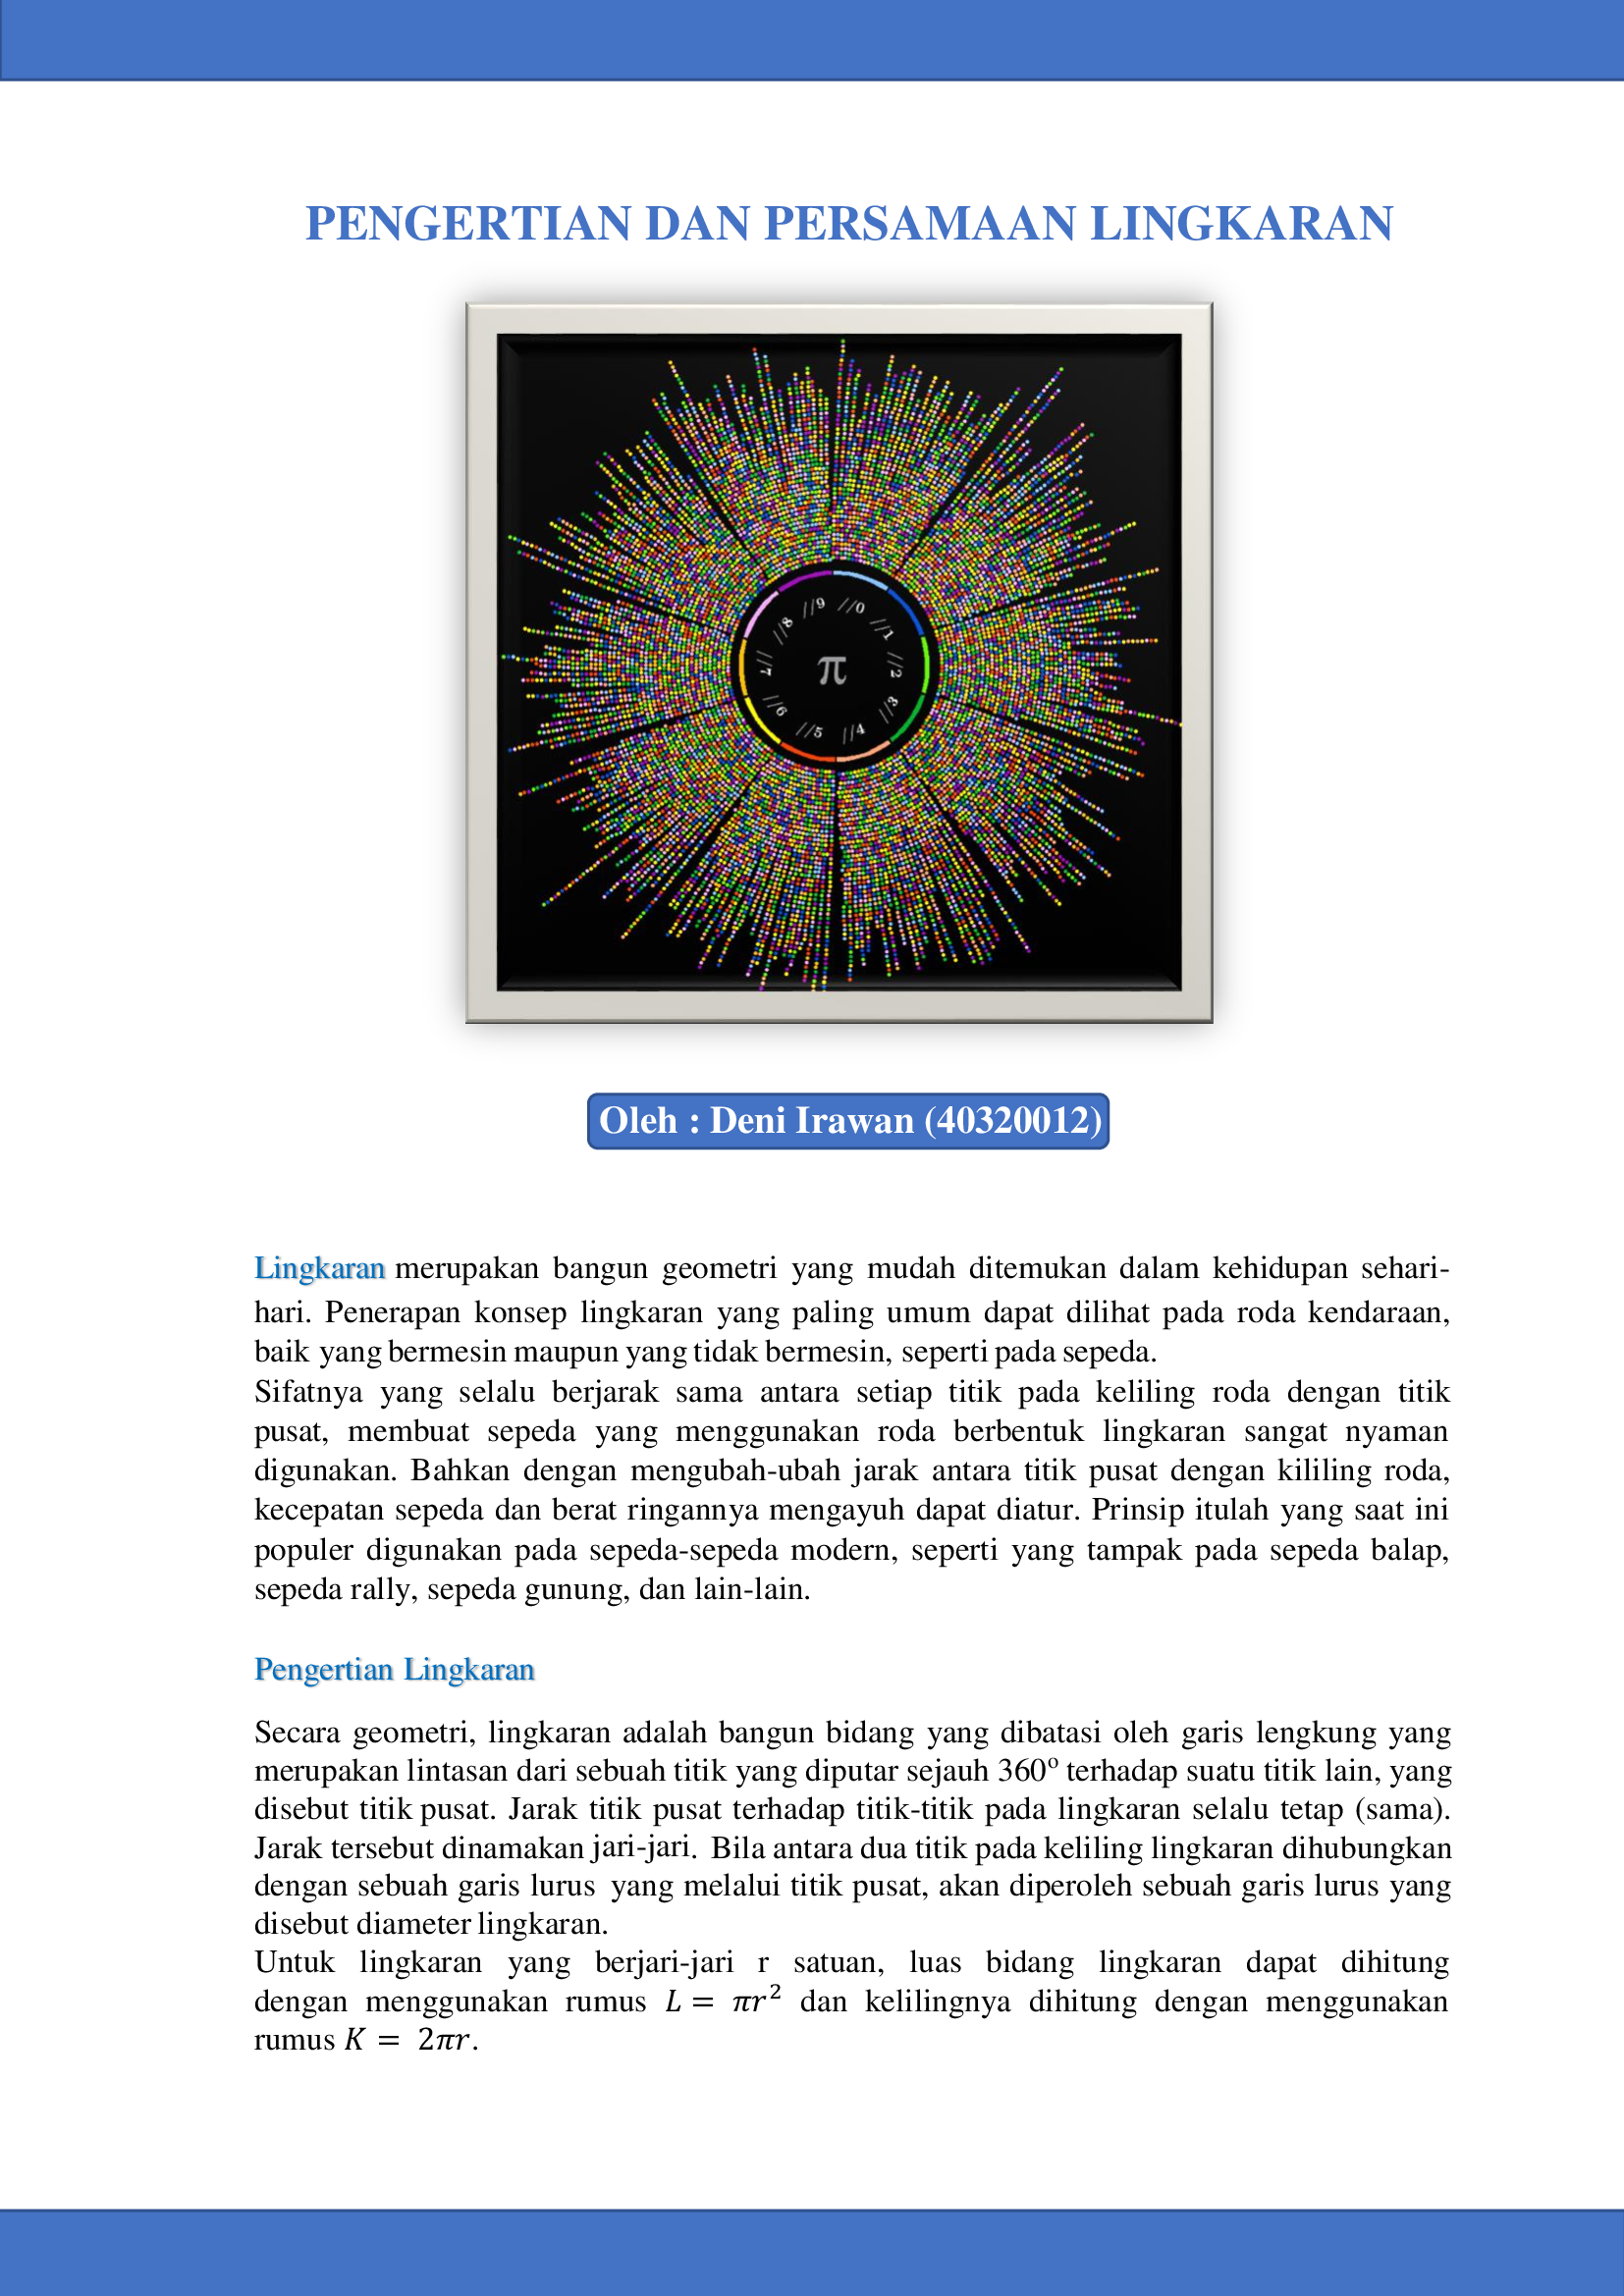 PENGERTIAN DAN PERSAMAAN LINGKARAN
//0
//1
//2
//3
//4
//5
//6
//7
//8
//9
π
Oleh : Deni Irawan (40320012)
Lingkaran merupakan bangun geometri yang mudah ditemukan dalam kehidupan sehari-
hari. Penerapan konsep lingkaran yang paling umum dapat dilihat pada roda kendaraan,
baik yang bermesin maupun yang tidak bermesin, seperti pada sepeda.
Sifatnya yang selalu berjarak sama antara setiap titik pada keliling roda dengan titik
pusat, membuat sepeda yang menggunakan roda berbentuk lingkaran sangat nyaman
digunakan. Bahkan dengan mengubah-ubah jarak antara titik pusat dengan kililing roda,
kecepatan sepeda dan berat ringannya mengayuh dapat diatur. Prinsip itulah yang saat ini
populer digunakan pada sepeda-sepeda modern, seperti yang tampak pada sepeda balap,
sepeda rally, sepeda gunung, dan lain-lain.
Pengertian Lingkaran
Secara geometri, lingkaran adalah bangun bidang yang dibatasi oleh garis lengkung yang
merupakan lintasan dari sebuah titik yang diputar sejauh 360º terhadap suatu titik lain, yang
disebut titik pusat. Jarak titik pusat terhadap titik-titik pada lingkaran selalu tetap (sama).
Jarak tersebut dinamakan jari-jari. Bila antara dua titik pada keliling lingkaran dihubungkan
dengan sebuah garis lurus yang melalui titik pusat, akan diperoleh sebuah garis lurus yang
disebut diameter lingkaran.
Untuk lingkaran yang berjari-jari r satuan, luas bidang lingkaran dapat dihitung
dengan menggunakan rumus L = πr² dan kelilingnya dihitung dengan menggunakan
rumus K = 2πr.